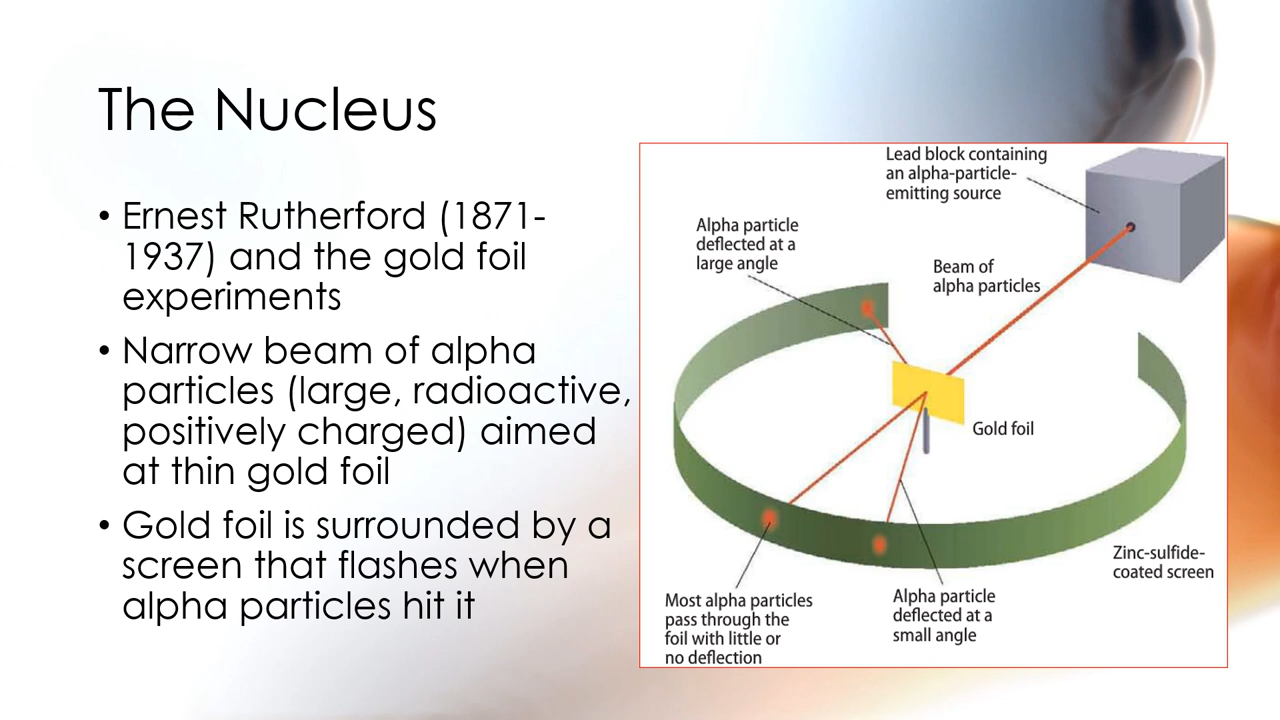 The Nucleus
• Ernest Rutherford (1871-
1937) and the gold foil
experiments
• Narrow beam of alpha
particles (large, radioactive,
positively charged) aimed
at thin gold foil
• Gold foil is surrounded by a
screen that flashes when
alpha particles hit it
Lead block containing
an alpha-particle-
emitting source
Alpha particle
deflected at a
large angle
Beam of
alpha particles
Gold foil
Zinc-sulfide-
coated screen
Most alpha particles
pass through the
foil with little or
no deflection
Alpha particle
deflected at a
small angle